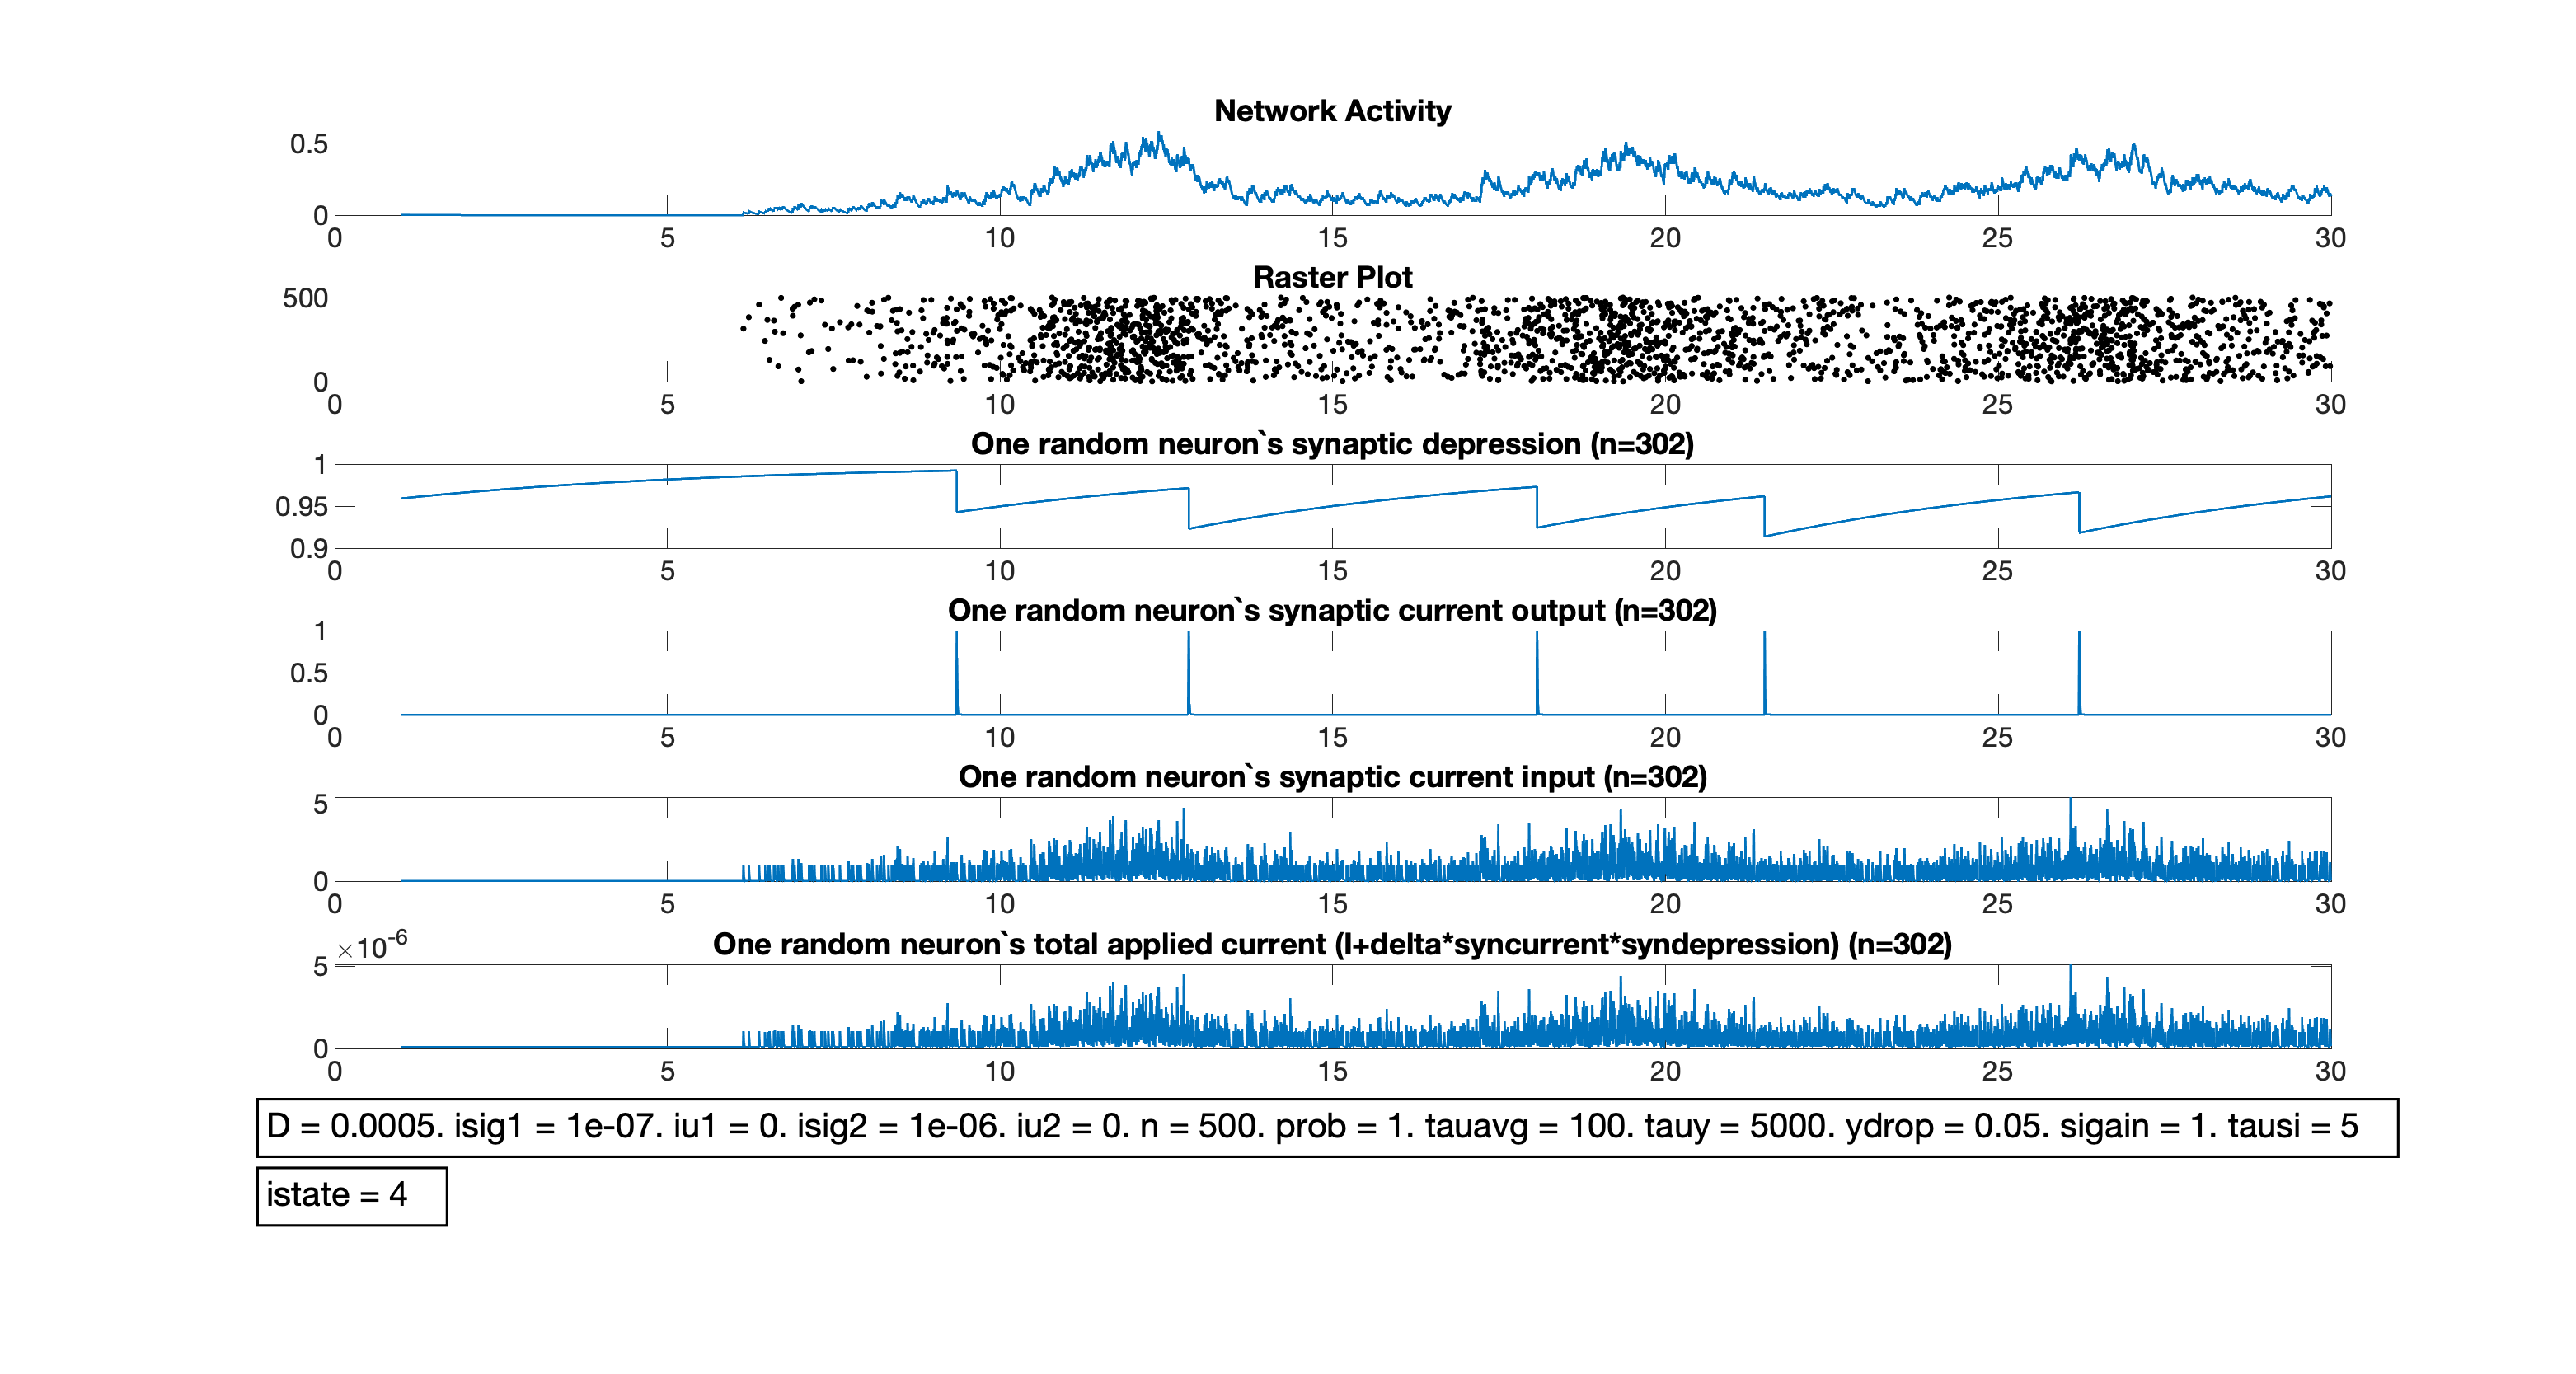 Network Activity
0.5
0
0 5 10 15 20 25 30
Raster Plot
500
0
0 5 10 15 20 25 30
One random neuron`s synaptic depression (n=302)
1
0.95
0.9
0 5 10 15 20 25 30
One random neuron`s synaptic current output (n=302)
1
0.5
0
0 5 10 15 20 25 30
One random neuron`s synaptic current input (n=302)
5
0
0 5 10 15 20 25 30
×10-6
One random neuron`s total applied current (I+delta*syncurrent*syndepression) (n=302)
5
0
0 5 10 15 20 25 30
D = 0.0005. isig1 = 1e-07. iu1 = 0. isig2 = 1e-06. iu2 = 0. n = 500. prob = 1. tauavg = 100. tauy = 5000. ydrop = 0.05. sigain = 1. tausi = 5
istate = 4